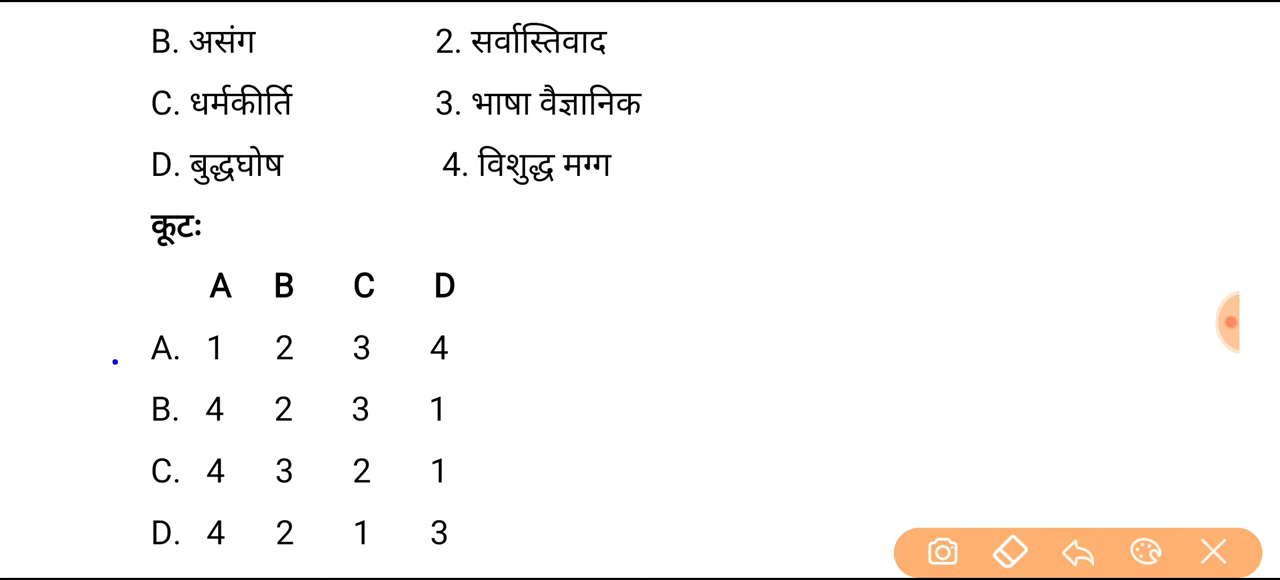 B. असंग 2. सर्वास्तिवाद
C. धर्मकीर्ति 3. भाषा वैज्ञानिक
D. बुद्धघोष 4. विशुद्ध मग्ग
कूटः
A B C D
A. 1 2 3 4
B. 4 2 3 1
C. 4 3 2 1
D. 4 2 1 3